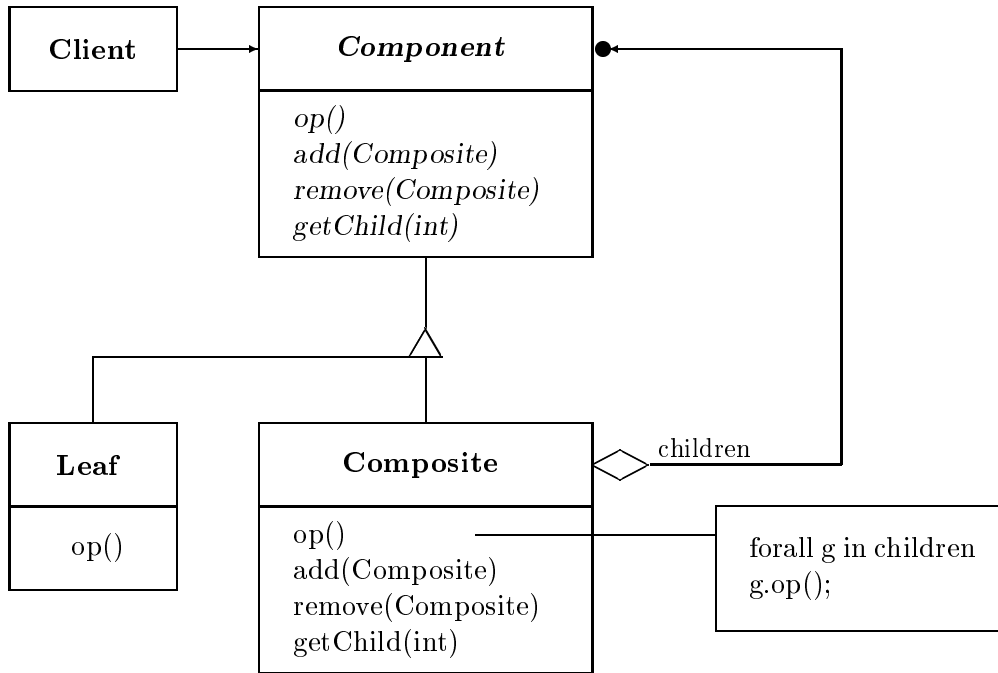 Client
Component
op()
add(Composite)
remove(Composite)
getChild(int)
Leaf
op()
Composite
op()
add(Composite)
remove(Composite)
getChild(int)
children
forall g in children
g.op();